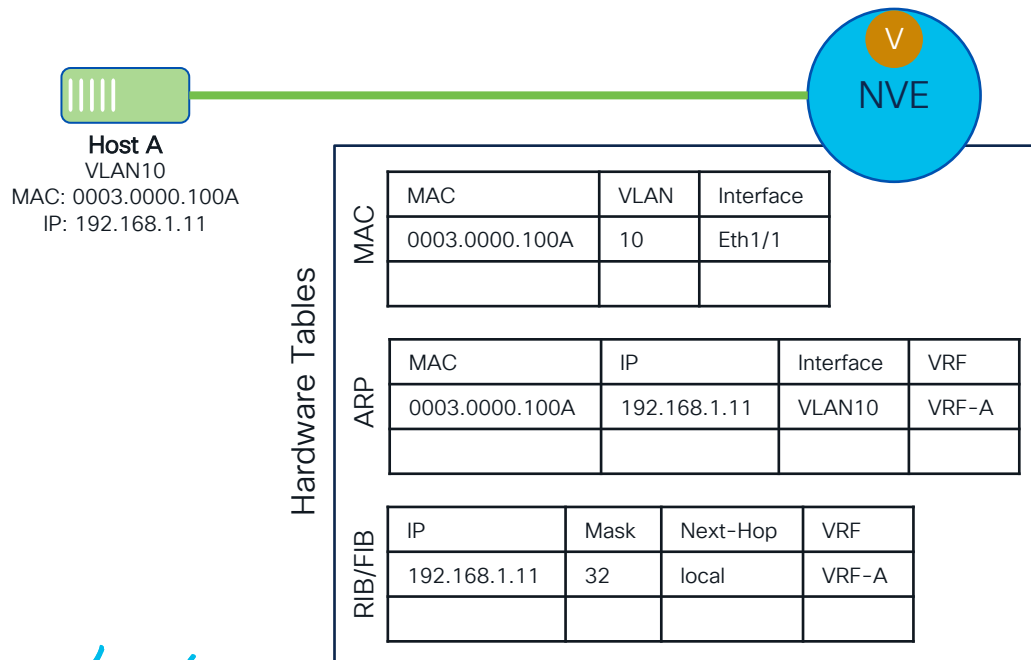 V
NVE
Host A
VLAN10
MAC: 0003.0000.100A
IP: 192.168.1.11
Hardware Tables
MAC
MAC VLAN Interface
0003.0000.100A 10 Eth1/1
ARP
MAC IP Interface VRF
0003.0000.100A 192.168.1.11 VLAN10 VRF-A
RIB/FIB
IP Mask Next-Hop VRF
192.168.1.11 32 local VRF-A